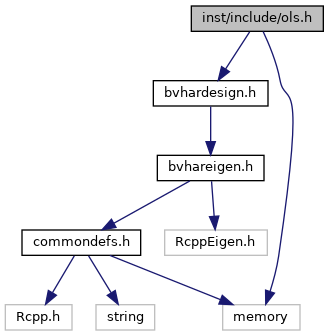 inst/include/ols.h
bvhardesign.h
bvhareigen.h
commondefs.h
RcppEigen.h
Rcpp.h
string
memory